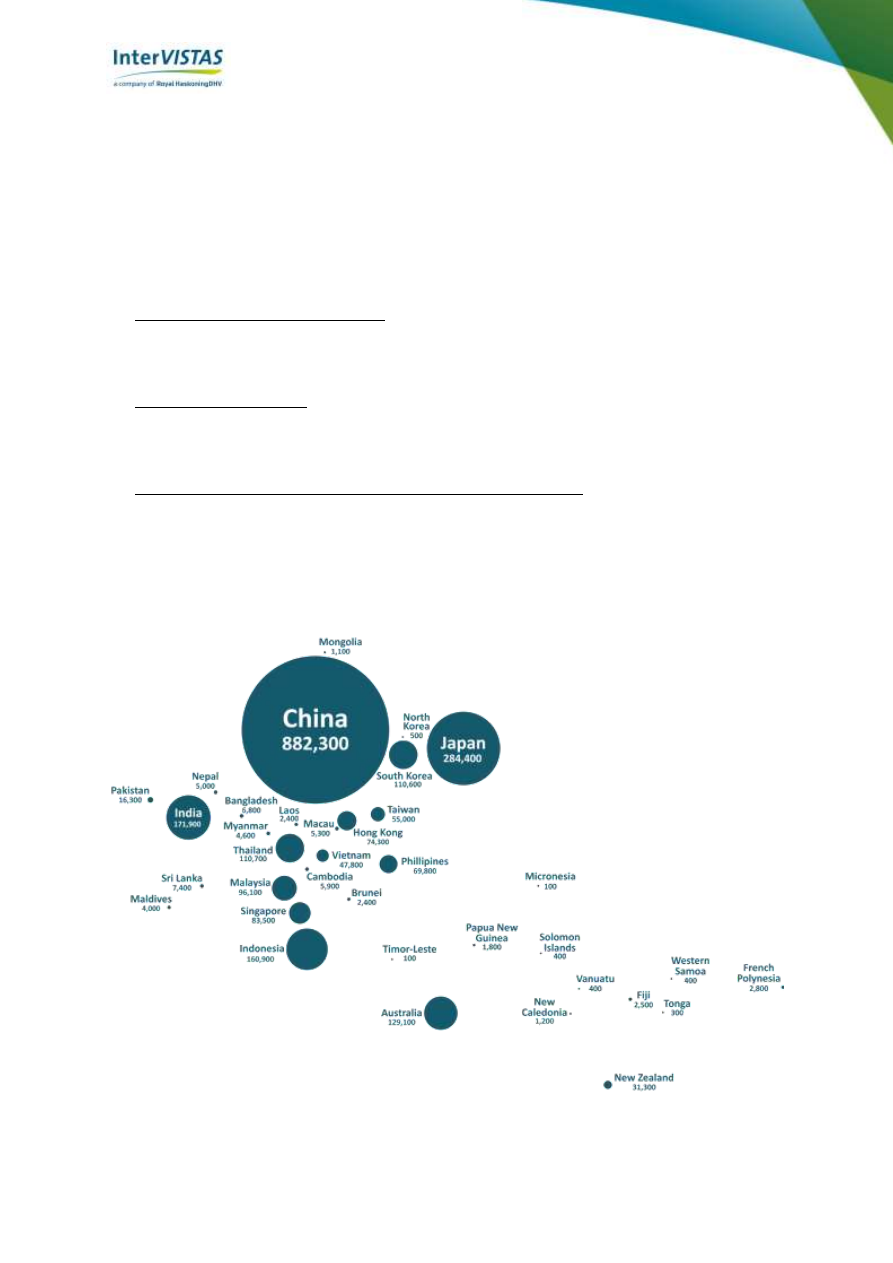 InterVISTAS
a company of Royal HaskoningDHV
Mongolia
1,100
China
882,300
North
Korea
500
Japan
284,400
South Korea
110,600
Nepal
5,000
Pakistan
16,300
India
171,900
Bangladesh
6,800
Laos
2,400
Macau
5,300
Taiwan
55,000
Myanmar
4,600
Hong Kong
74,300
Thailand
110,700
Vietnam
47,800
Phillipines
69,800
Cambodia
5,900
Sri Lanka
7,400
Malaysia
96,100
Brunei
2,400
Micronesia
100
Maldives
4,000
Singapore
83,500
Indonesia
160,900
Timor-Leste
100
Papua New
Guinea
1,800
Solomon
Islands
400
Western
Samoa
400
French
Polynesia
2,800
Vanuatu
400
Fiji
2,500
Tonga
300
New
Caledonia
1,200
Australia
129,100
New Zealand
31,300